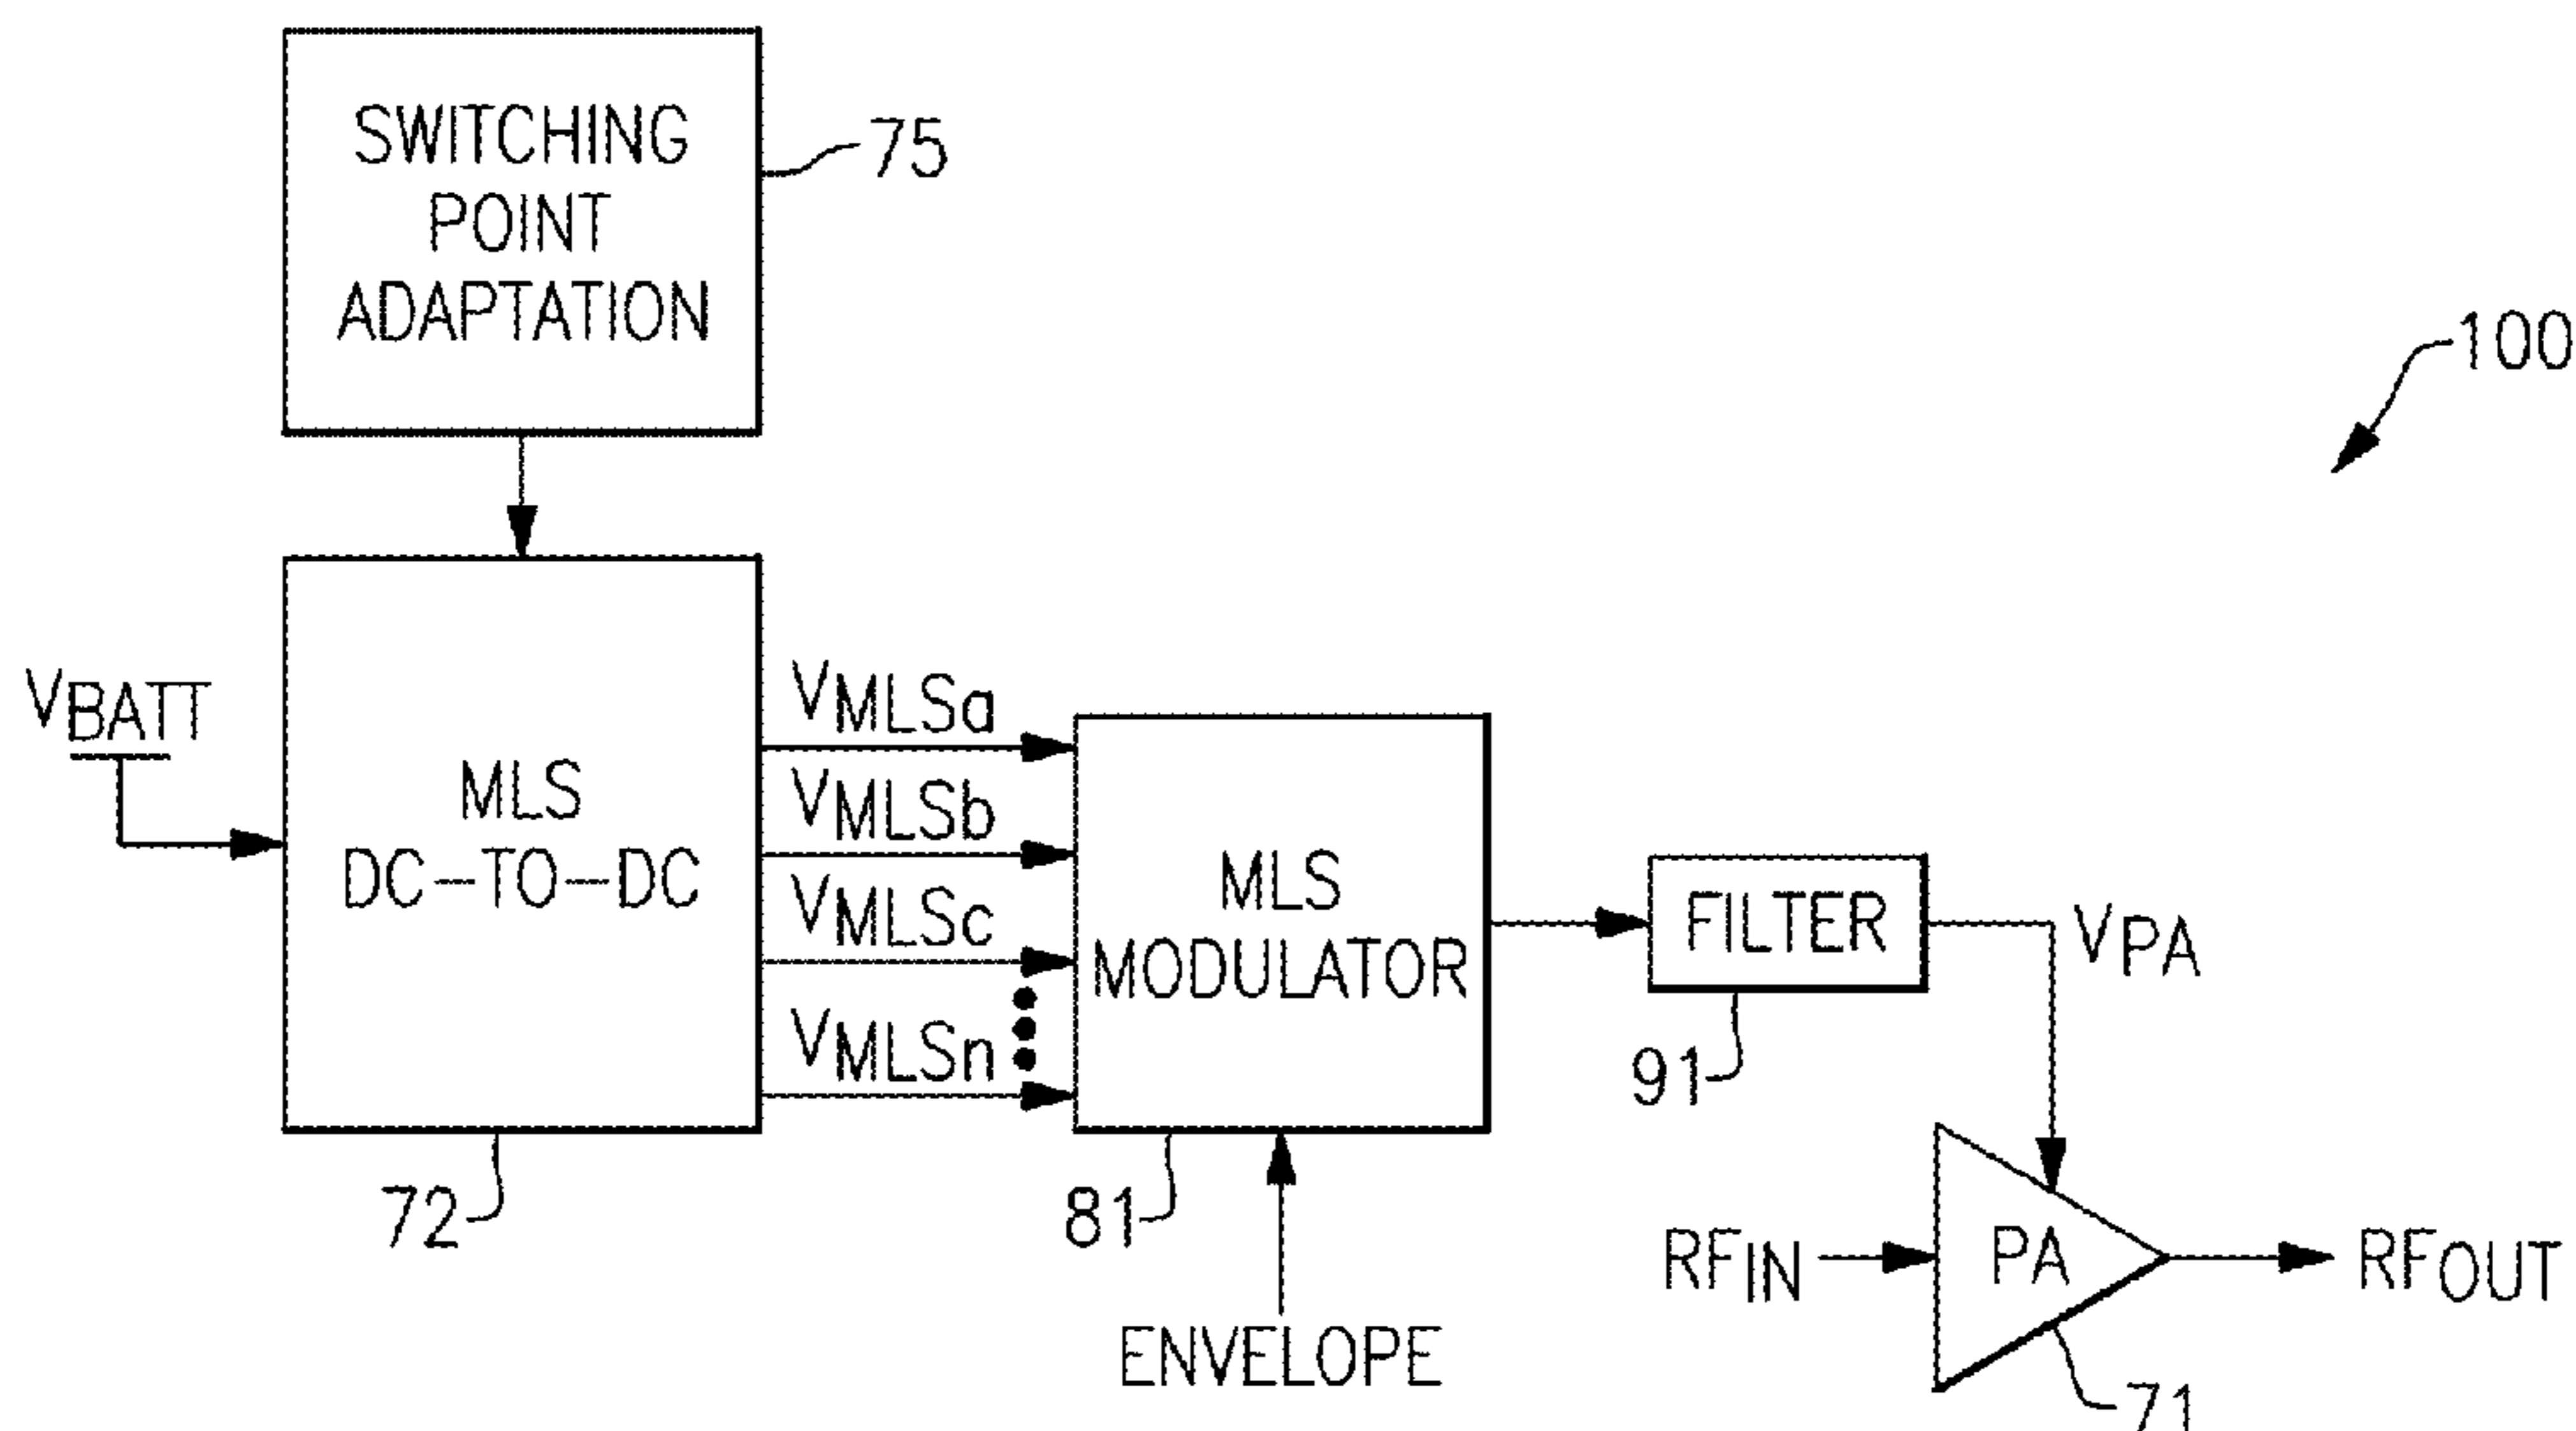 SWITCHING
POINT
ADAPTATION
75
100
VBATT
MLS
DC-TO-DC
VMLSa
VMLSb
VMLSc
VMLSn
72
MLS
MODULATOR
81
ENVELOPE
FILTER
91
VPA
RFIN
PA
RFOUT
71